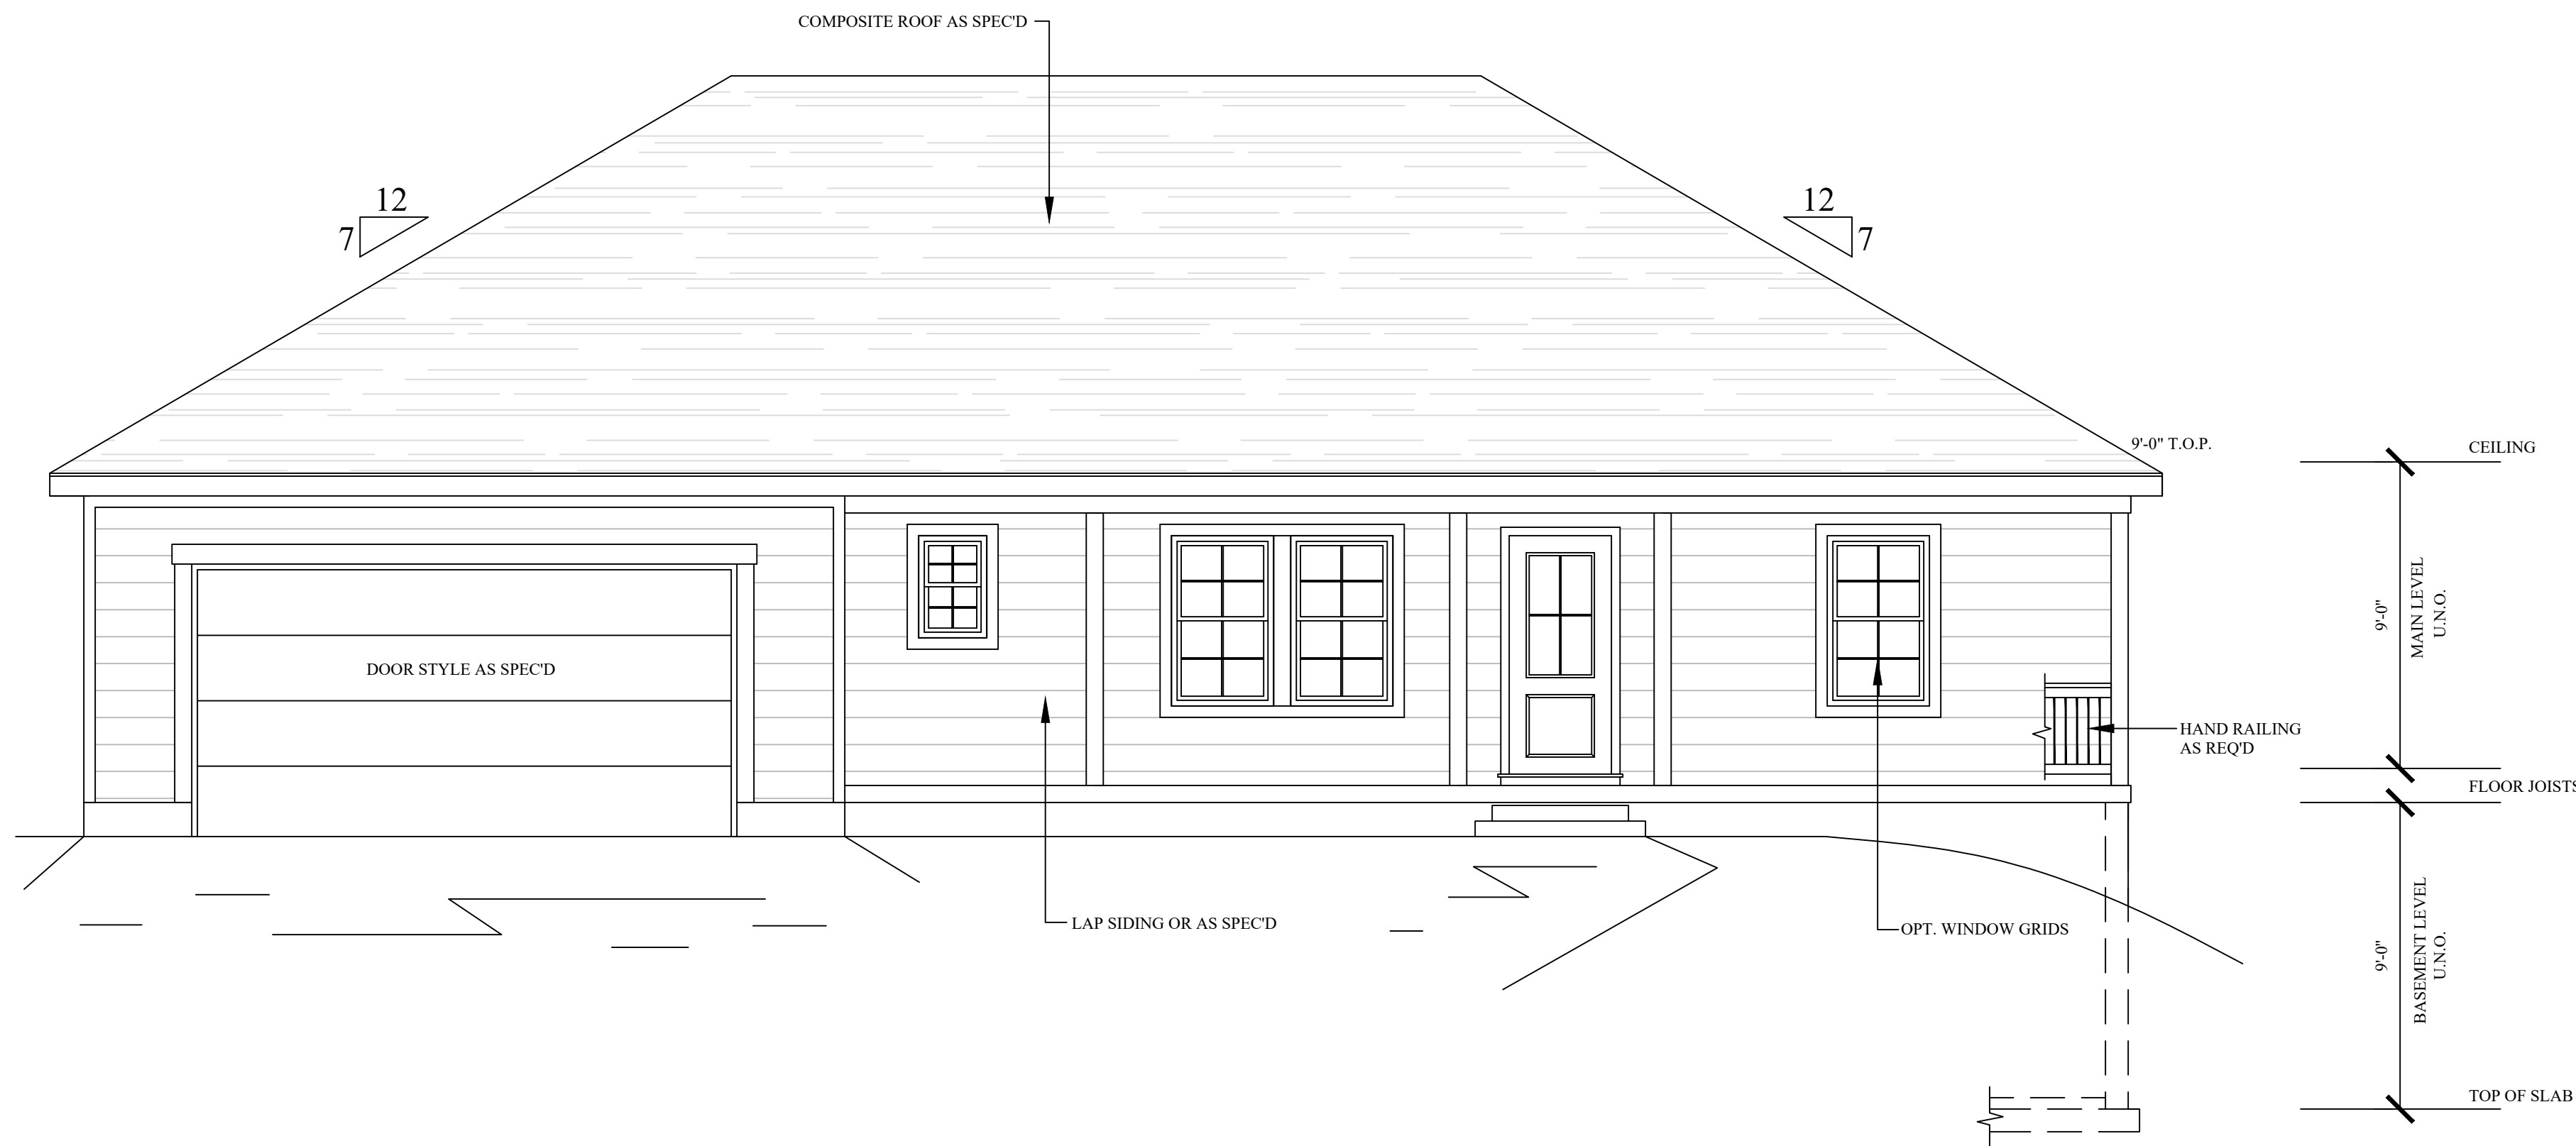 COMPOSITE ROOF AS SPEC'D
12
7
12
7
9'-0" T.O.P.
CEILING
9'-0"
MAIN LEVEL
U.N.O.
DOOR STYLE AS SPEC'D
HAND RAILING
AS REQ'D
FLOOR JOISTS
LAP SIDING OR AS SPEC'D
OPT. WINDOW GRIDS
9'-0"
BASEMENT LEVEL
U.N.O.
TOP OF SLAB